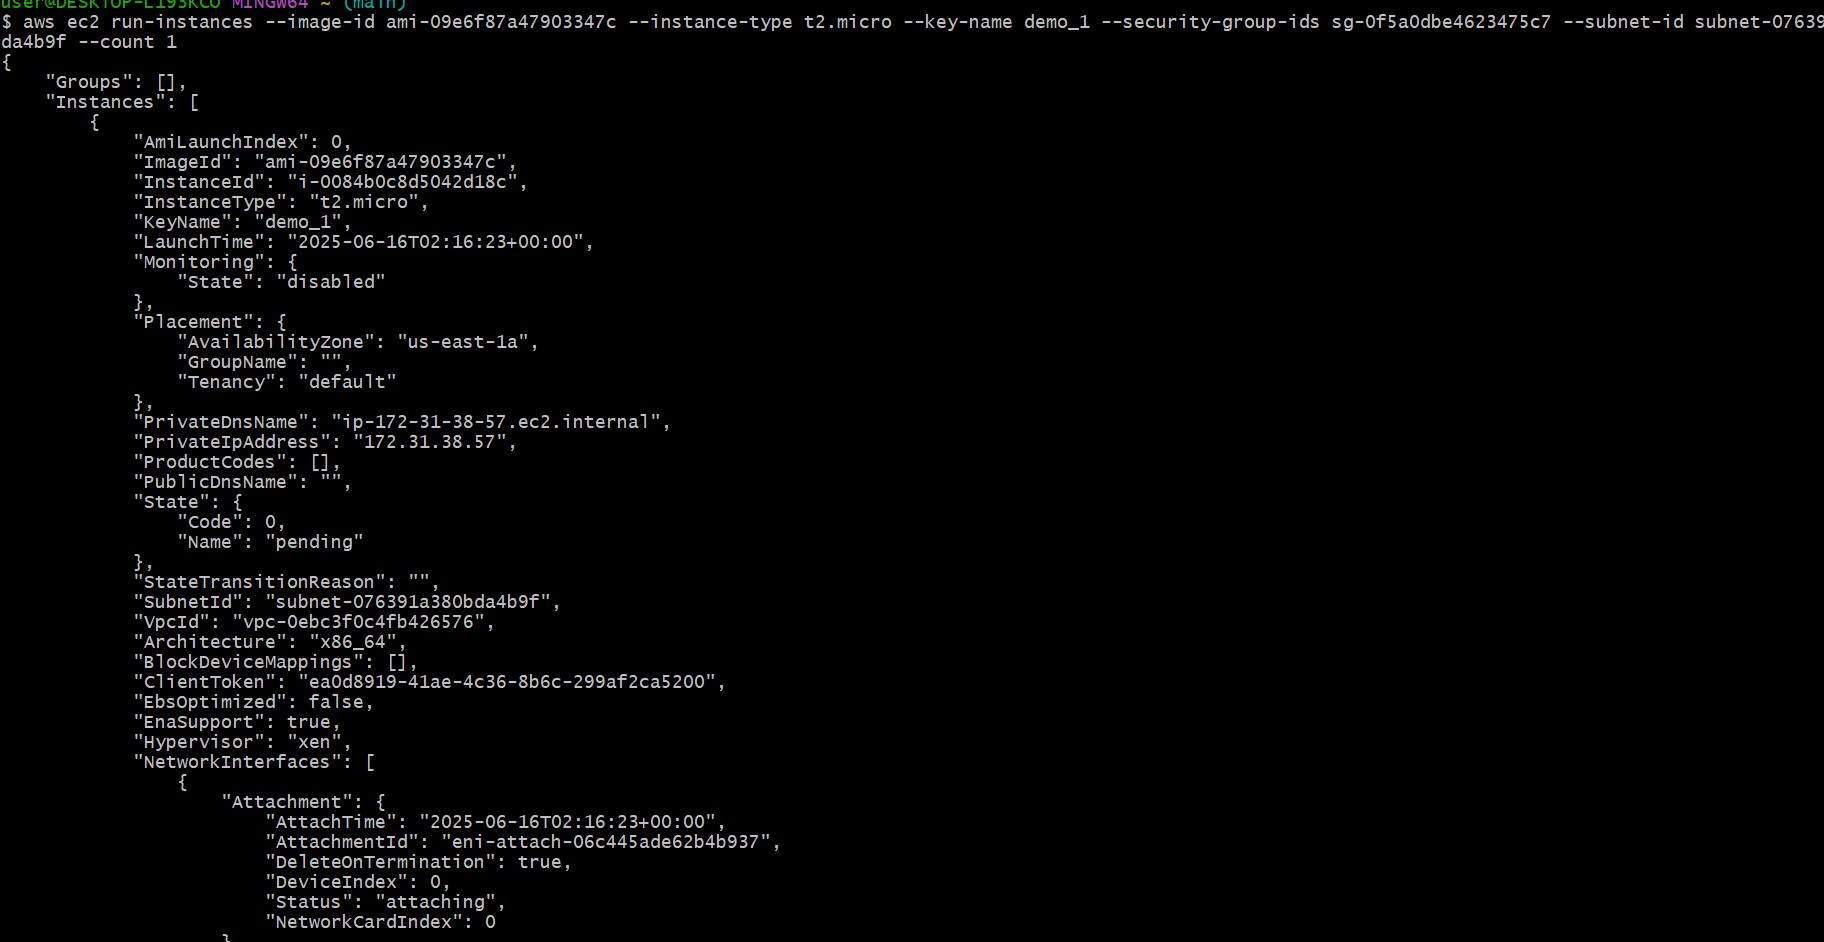 user@DESKTOP-L193KCO MINGW64 ~ (main)
$ aws ec2 run-instances --image-id ami-09e6f87a47903347c --instance-type t2.micro --key-name demo_1 --security-group-ids sg-0f5a0dbe4623475c7 --subnet-id subnet-07639
da4b9f --count 1
{
    "Groups": [],
    "Instances": [
        {
            "AmiLaunchIndex": 0,
            "ImageId": "ami-09e6f87a47903347c",
            "InstanceId": "i-0084b0c8d5042d18c",
            "InstanceType": "t2.micro",
            "KeyName": "demo_1",
            "LaunchTime": "2025-06-16T02:16:23+00:00",
            "Monitoring": {
                "State": "disabled"
            },
            "Placement": {
                "AvailabilityZone": "us-east-1a",
                "GroupName": "",
                "Tenancy": "default"
            },
            "PrivateDnsName": "ip-172-31-38-57.ec2.internal",
            "PrivateIpAddress": "172.31.38.57",
            "ProductCodes": [],
            "PublicDnsName": "",
            "State": {
                "Code": 0,
                "Name": "pending"
            },
            "StateTransitionReason": "",
            "SubnetId": "subnet-076391a380bda4b9f",
            "VpcId": "vpc-0ebc3f0c4fb426576",
            "Architecture": "x86_64",
            "BlockDeviceMappings": [],
            "ClientToken": "ea0d8919-41ae-4c36-8b6c-299af2ca5200",
            "EbsOptimized": false,
            "EnaSupport": true,
            "Hypervisor": "xen",
            "NetworkInterfaces": [
                {
                    "Attachment": {
                        "AttachTime": "2025-06-16T02:16:23+00:00",
                        "AttachmentId": "eni-attach-06c445ade62b4b937",
                        "DeleteOnTermination": true,
                        "DeviceIndex": 0,
                        "Status": "attaching",
                        "NetworkCardIndex": 0
                    }